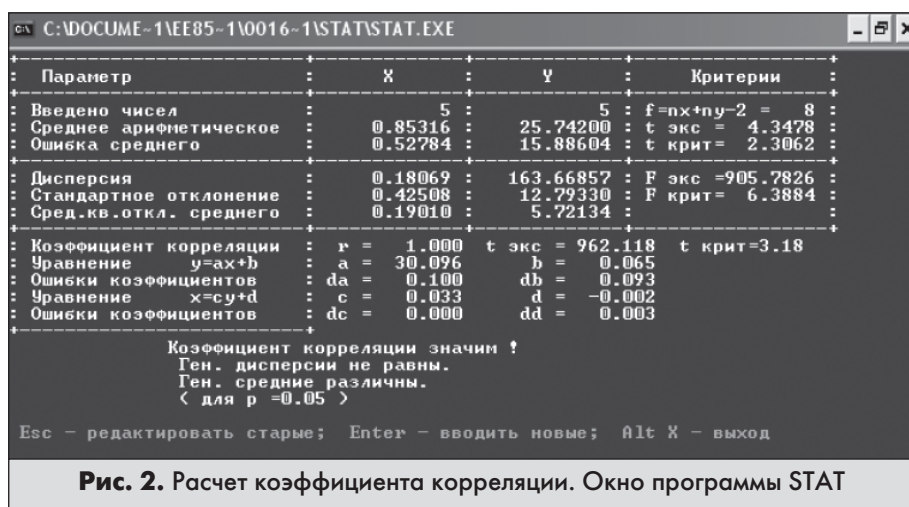 C:\DOCUME~1\EE85~1\0016~1\STAT\STAT.EXE
Параметр : X : Y : Критерии :
: Введено чисел : 5 : 5 : f=nx+ny-2 = 8 :
: Среднее арифметическое : 0.85316 : 25.74200 : t экс = 4.3478 :
: Ошибка среднего : 0.52784 : 15.88604 : t крит= 2.3062 :
: Дисперсия : 0.18069 : 163.66857 : F экс =905.7826 :
: Стандартное отклонение : 0.42508 : 12.79330 : F крит= 6.3884 :
: Сред.кв.откл. среднего : 0.19010 : 5.72134 : :
: Коэффициент корреляции : r = 1.000 t экс = 962.118 t крит=3.18
: Уравнение y=ax+b : a = 30.096 b = 0.065
: Ошибки коэффициентов : da = 0.100 db = 0.093
: Уравнение x=cy+d : c = 0.033 d = -0.002
: Ошибки коэффициентов : dc = 0.000 dd = 0.003
Коэффициент корреляции значим !
Ген. дисперсии не равны.
Ген. средние различны.
( для p =0.05 )
Esc - редактировать старые; Enter - вводить новые; Alt X - выход
Рис. 2. Расчет коэффициента корреляции. Окно программы STAT